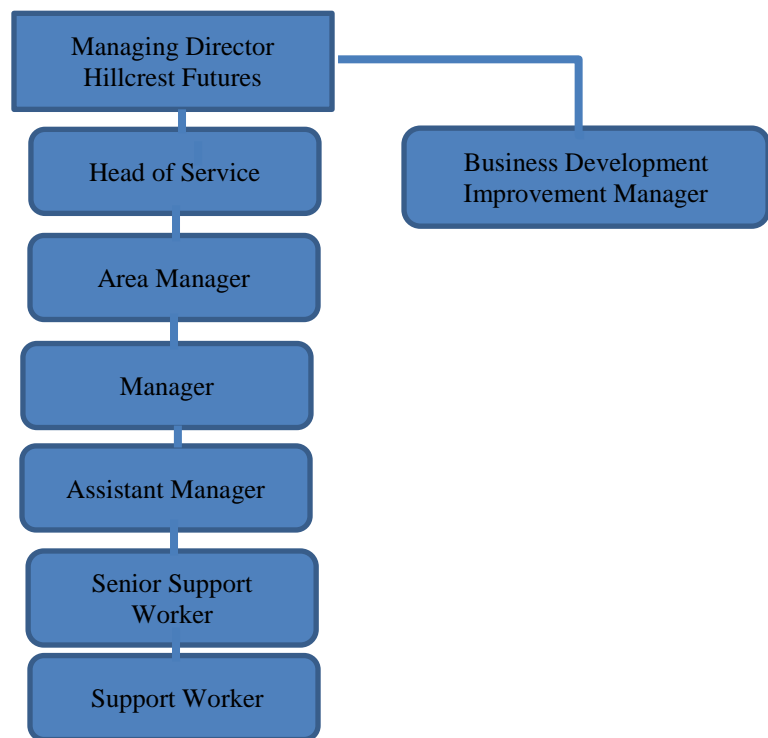 Managing Director
Hillcrest Futures
Head of Service
Business Development
Improvement Manager
Area Manager
Manager
Assistant Manager
Senior Support
Worker
Support Worker